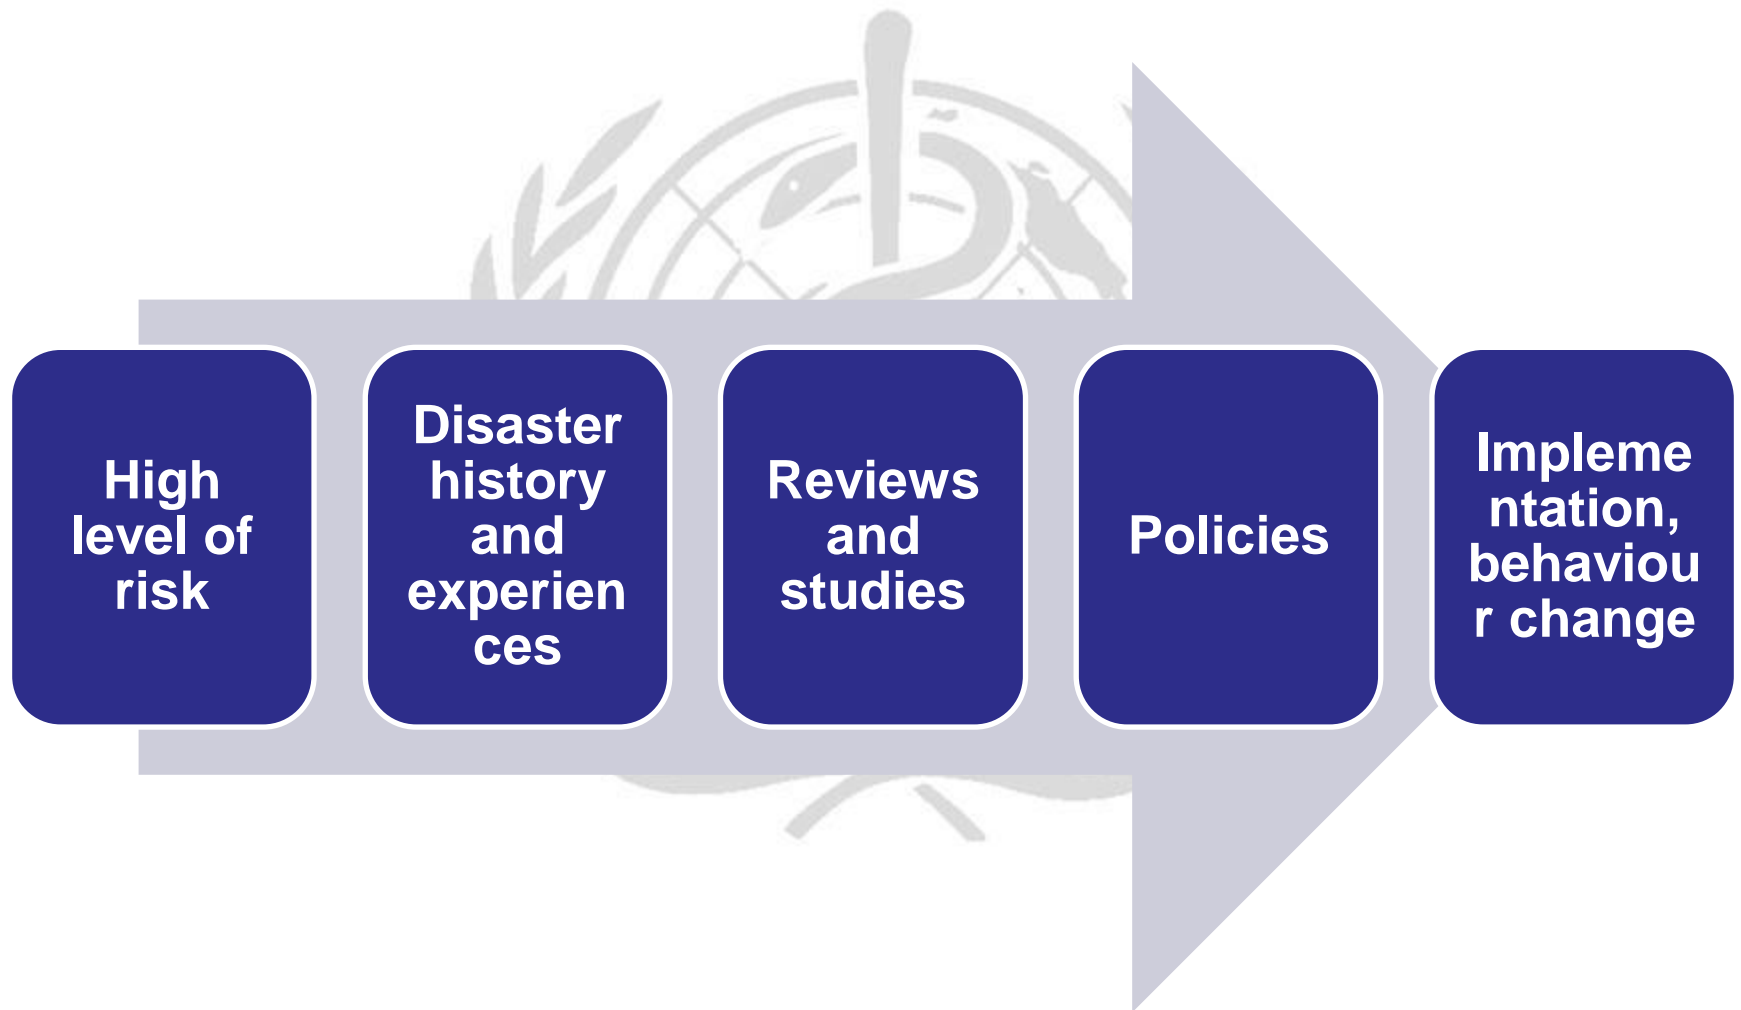 High
level of
risk
Disaster
history
and
experien
ces
Reviews
and
studies
Policies
Impleme
ntation,
behaviou
r change